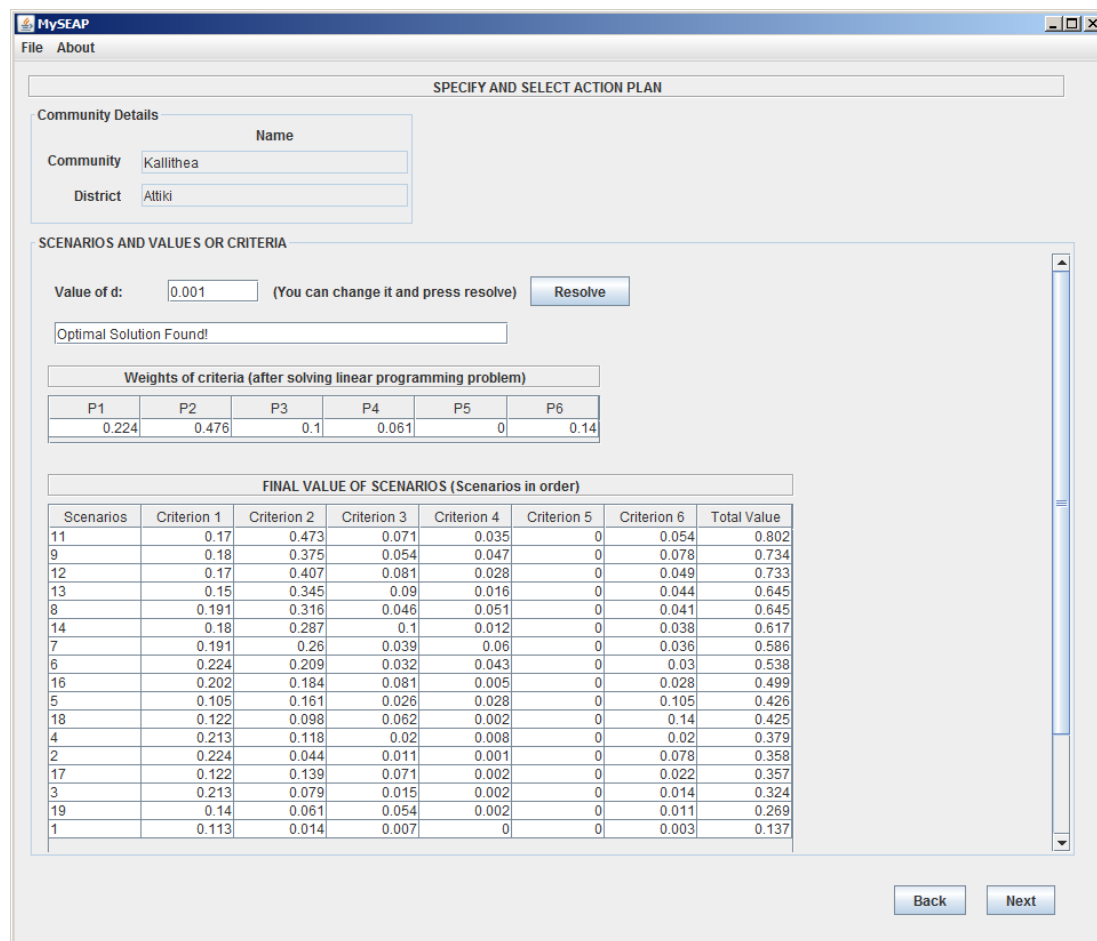 MySEAP
File About
SPECIFY AND SELECT ACTION PLAN
Community Details
Name
Community Kallithea
District Attiki
SCENARIOS AND VALUES OR CRITERIA
Value of d: 0.001 (You can change it and press resolve) Resolve
Optimal Solution Found!
Weights of criteria (after solving linear programming problem)
P1 P2 P3 P4 P5 P6
0.224 0.476 0.1 0.061 0 0.14
FINAL VALUE OF SCENARIOS (Scenarios in order)
Scenarios Criterion 1 Criterion 2 Criterion 3 Criterion 4 Criterion 5 Criterion 6 Total Value
11 0.17 0.473 0.071 0.035 0 0.054 0.802
9 0.18 0.375 0.054 0.047 0 0.078 0.734
12 0.17 0.407 0.081 0.028 0 0.049 0.733
13 0.15 0.345 0.09 0.016 0 0.044 0.645
8 0.191 0.316 0.046 0.051 0 0.041 0.645
14 0.18 0.287 0.1 0.012 0 0.038 0.617
7 0.191 0.26 0.039 0.06 0 0.036 0.586
6 0.224 0.209 0.032 0.043 0 0.03 0.538
16 0.202 0.184 0.081 0.005 0 0.028 0.499
5 0.105 0.161 0.026 0.028 0 0.105 0.426
18 0.122 0.098 0.062 0.002 0 0.14 0.425
4 0.213 0.118 0.02 0.008 0 0.02 0.379
2 0.224 0.044 0.011 0.001 0 0.078 0.358
17 0.122 0.139 0.071 0.002 0 0.022 0.357
3 0.213 0.079 0.015 0.002 0 0.014 0.324
19 0.14 0.061 0.054 0.002 0 0.011 0.269
1 0.113 0.014 0.007 0 0 0.003 0.137
Back Next